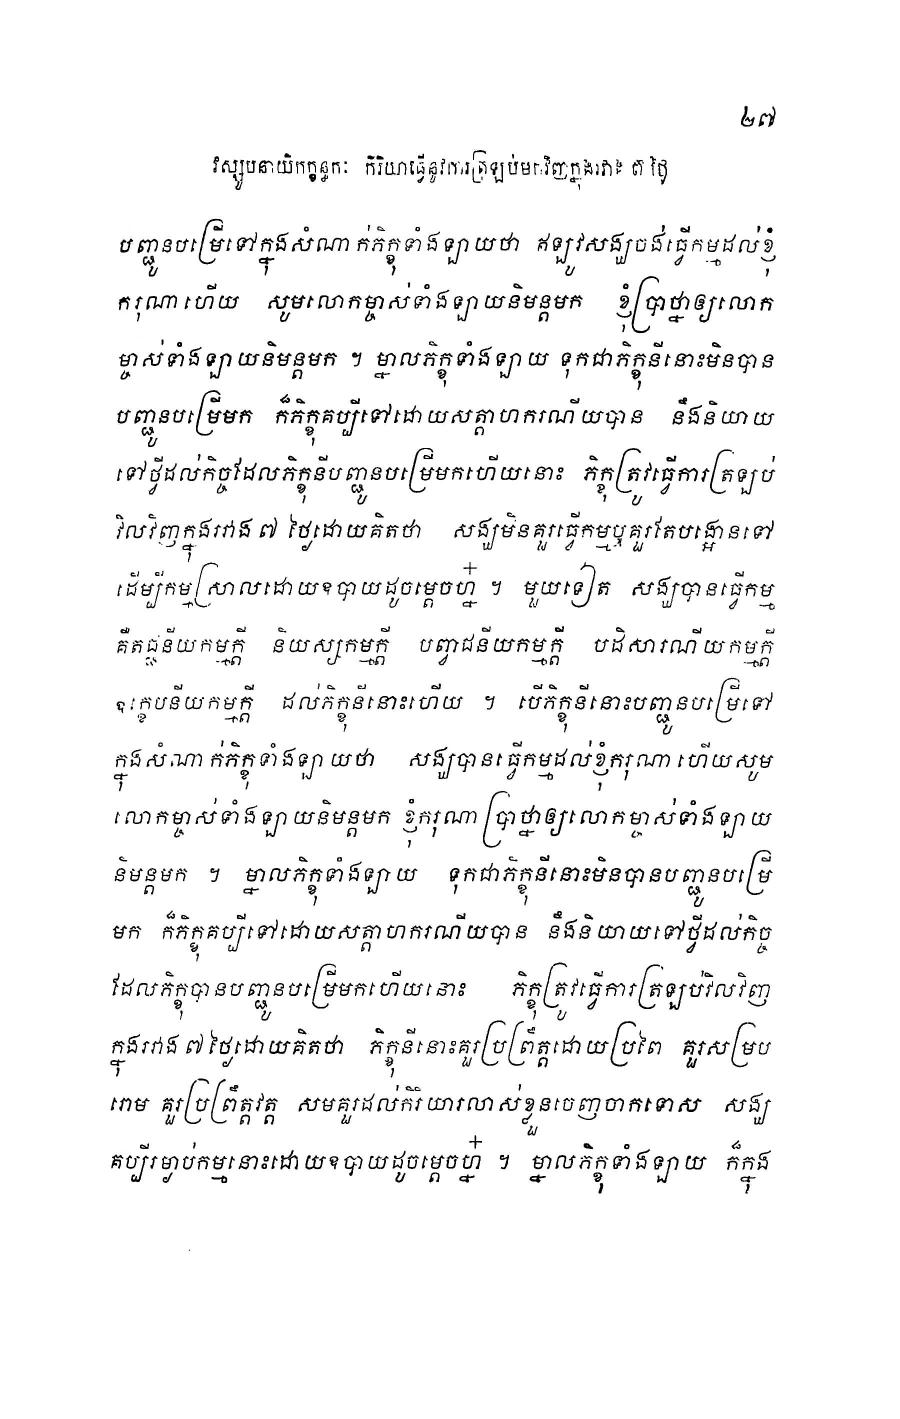 ២៧
វស្សូបនាយិកក្ខន្ធកៈ កិរិយាធ្វើនូវការត្រឡប់មកវិញក្នុងរវាង ៧ ថ្ងៃ
បញ្ជូនបម្រើទៅក្នុងសំណាក់ភិក្ខុទាំងឡាយថា ឥឡូវសង្ឃចង់ធ្វើកម្មដល់ខ្ញុំ
ករុណាហើយ សូមលោកម្ចាស់ទាំងឡាយនិមន្តមក ខ្ញុំប្រាថ្នាឲ្យលោក
ម្ចាស់ទាំងឡាយនិមន្តមក ។ ម្នាលភិក្ខុទាំងឡាយ ទុកជាភិក្ខុនីនោះមិនបាន
បញ្ជូនបម្រើមក ក៏ភិក្ខុគប្បីទៅដោយសត្តាហករណីយបាន នឹងនិយាយ
ទៅថ្វីដល់កិច្ចដែលភិក្ខុនីបញ្ជូនបម្រើមកហើយនោះ ភិក្ខុត្រូវធ្វើការត្រឡប់
វិលវិញក្នុងរវាង ៧ ថ្ងៃដោយគិតថា សង្ឃមិនគួរធ្វើកម្មឬគួរតែបង្អោនទៅ
ដើម្បីកម្មស្រាលដោយឧបាយដូចម្តេចហ្ន៎ ។ មួយទៀត សង្ឃបានធ្វើកម្ម
គឺតជ្ជនីយកម្មក្តី និយស្សកម្មក្តី បព្វាជនីយកម្មក្តី បដិសារណីយកម្មក្តី
ឧក្ខេបនីយកម្មក្តី ដល់ភិក្ខុនីនោះហើយ ។ បើភិក្ខុនីនោះបញ្ជូនបម្រើទៅ
ក្នុងសំណាក់ភិក្ខុទាំងឡាយថា សង្ឃបានធ្វើកម្មដល់ខ្ញុំករុណាហើយសូម
លោកម្ចាស់ទាំងឡាយនិមន្តមក ខ្ញុំករុណាប្រាថ្នាឲ្យលោកម្ចាស់ទាំងឡាយ
និមន្តមក ។ ម្នាលភិក្ខុទាំងឡាយ ទុកជាភិក្ខុនីនោះមិនបានបញ្ជូនបម្រើ
មក ក៏ភិក្ខុគប្បីទៅដោយសត្តាហករណីយបាន នឹងនិយាយទៅថ្វីដល់កិច្ច
ដែលភិក្ខុបានបញ្ជូនបម្រើមកហើយនោះ ភិក្ខុត្រូវធ្វើការត្រឡប់វិលវិញ
ក្នុងរវាង ៧ ថ្ងៃដោយគិតថា ភិក្ខុនីនោះគួរប្រព្រឹត្តដោយប្រពៃ គួរសម្រប
រោម គួរប្រព្រឹត្តវត្ត សមគួរដល់កិរិយារលាស់ខ្លួនចេញចាកទោស សង្ឃ
គប្បីរម្ងាប់កម្មនោះដោយឧបាយដូចម្តេចហ្ន៎ ។ ម្នាលភិក្ខុទាំងឡាយ ក៏ក្នុង